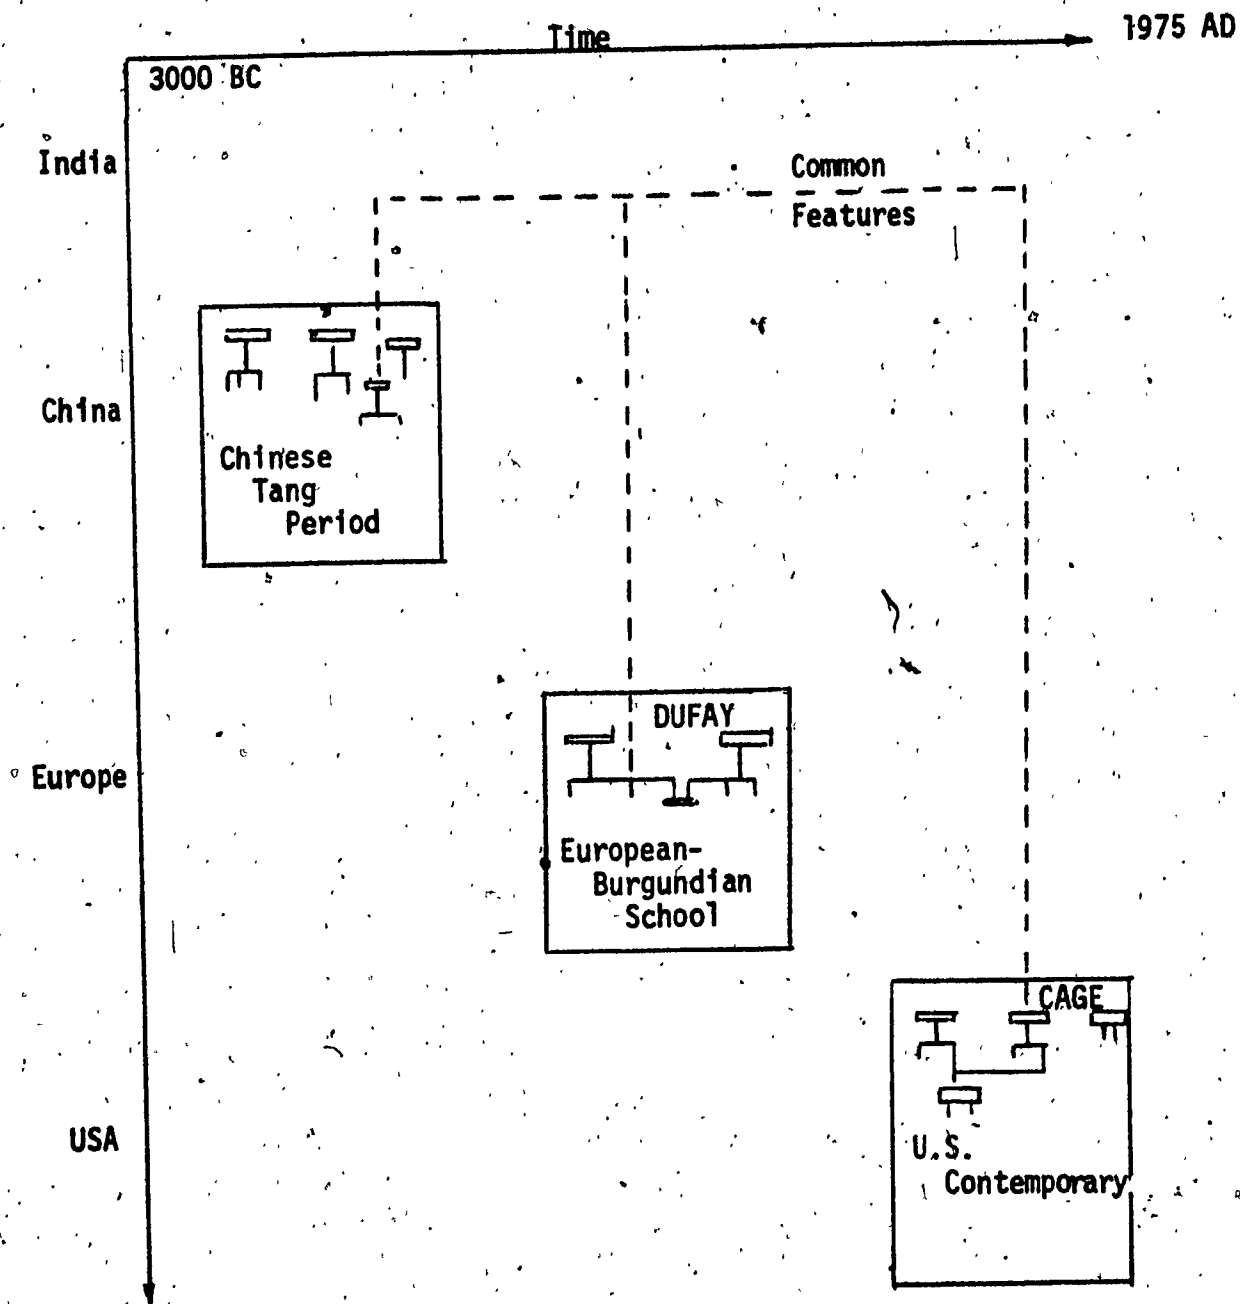 Time
1975 AD
3000 BC
India
Common
Features
China
Chinese
Tang
Period
DUFAY
Europe
European-
Burgundian
School
CAGE
USA
U.S.
Contemporary